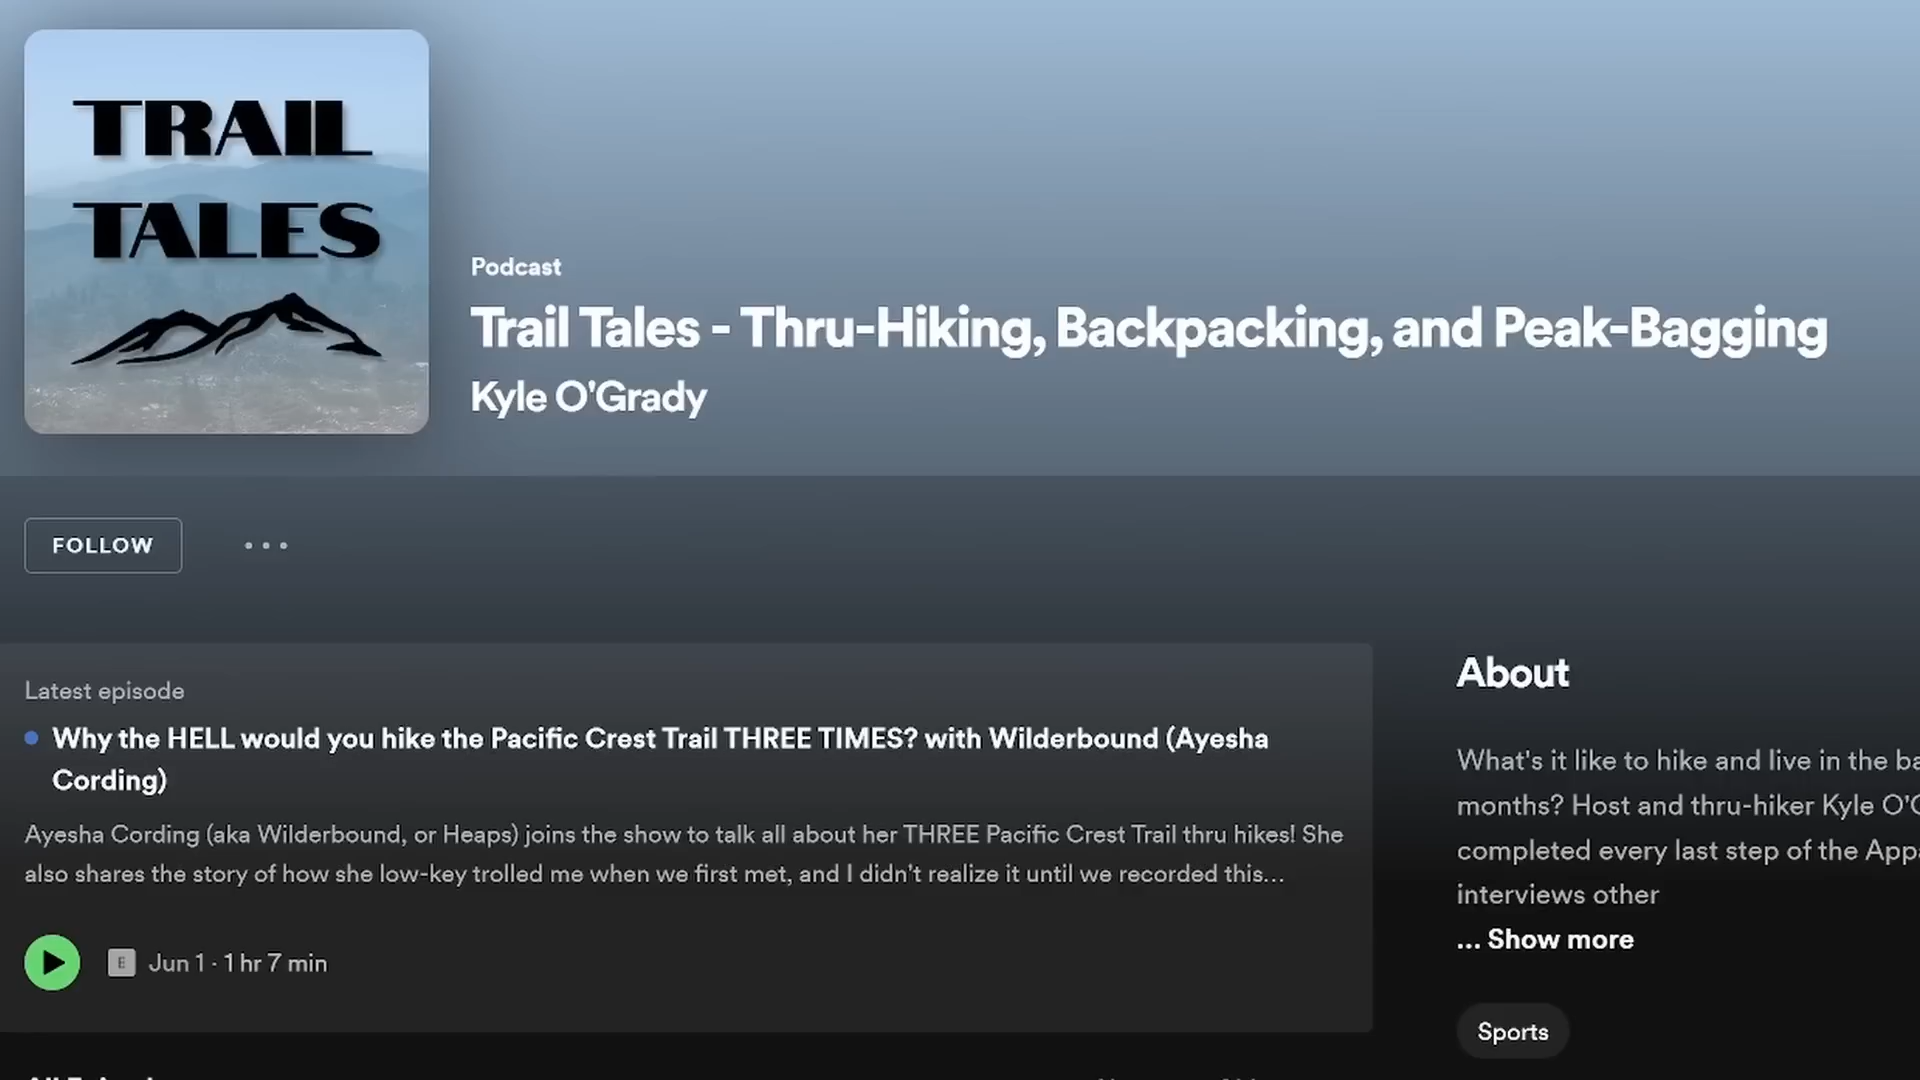 TRAIL
TALES
Podcast
Trail Tales - Thru-Hiking, Backpacking, and Peak-Bagging
Kyle O'Grady
FOLLOW
Latest episode
Why the HELL would you hike the Pacific Crest Trail THREE TIMES? with Wilderbound (Ayesha
Cording)
Ayesha Cording (aka Wilderbound, or Heaps) joins the show to talk all about her THREE Pacific Crest Trail thru hikes! She
also shares the story of how she low-key trolled me when we first met, and I didn't realize it until we recorded this...
E Jun 1 · 1 hr 7 min
About
What's it like to hike and live in the
months? Host and thru-hiker Kyle
completed every last step of the
interviews other
... Show more
Sports